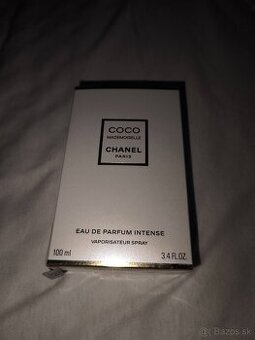 COCO
MADEMOISELLE
CHANEL
PARIS
EAU DE PARFUM INTENSE
VAPORISATEUR SPRAY
100 ml
3.4 FL.OZ.
Bazos.sk